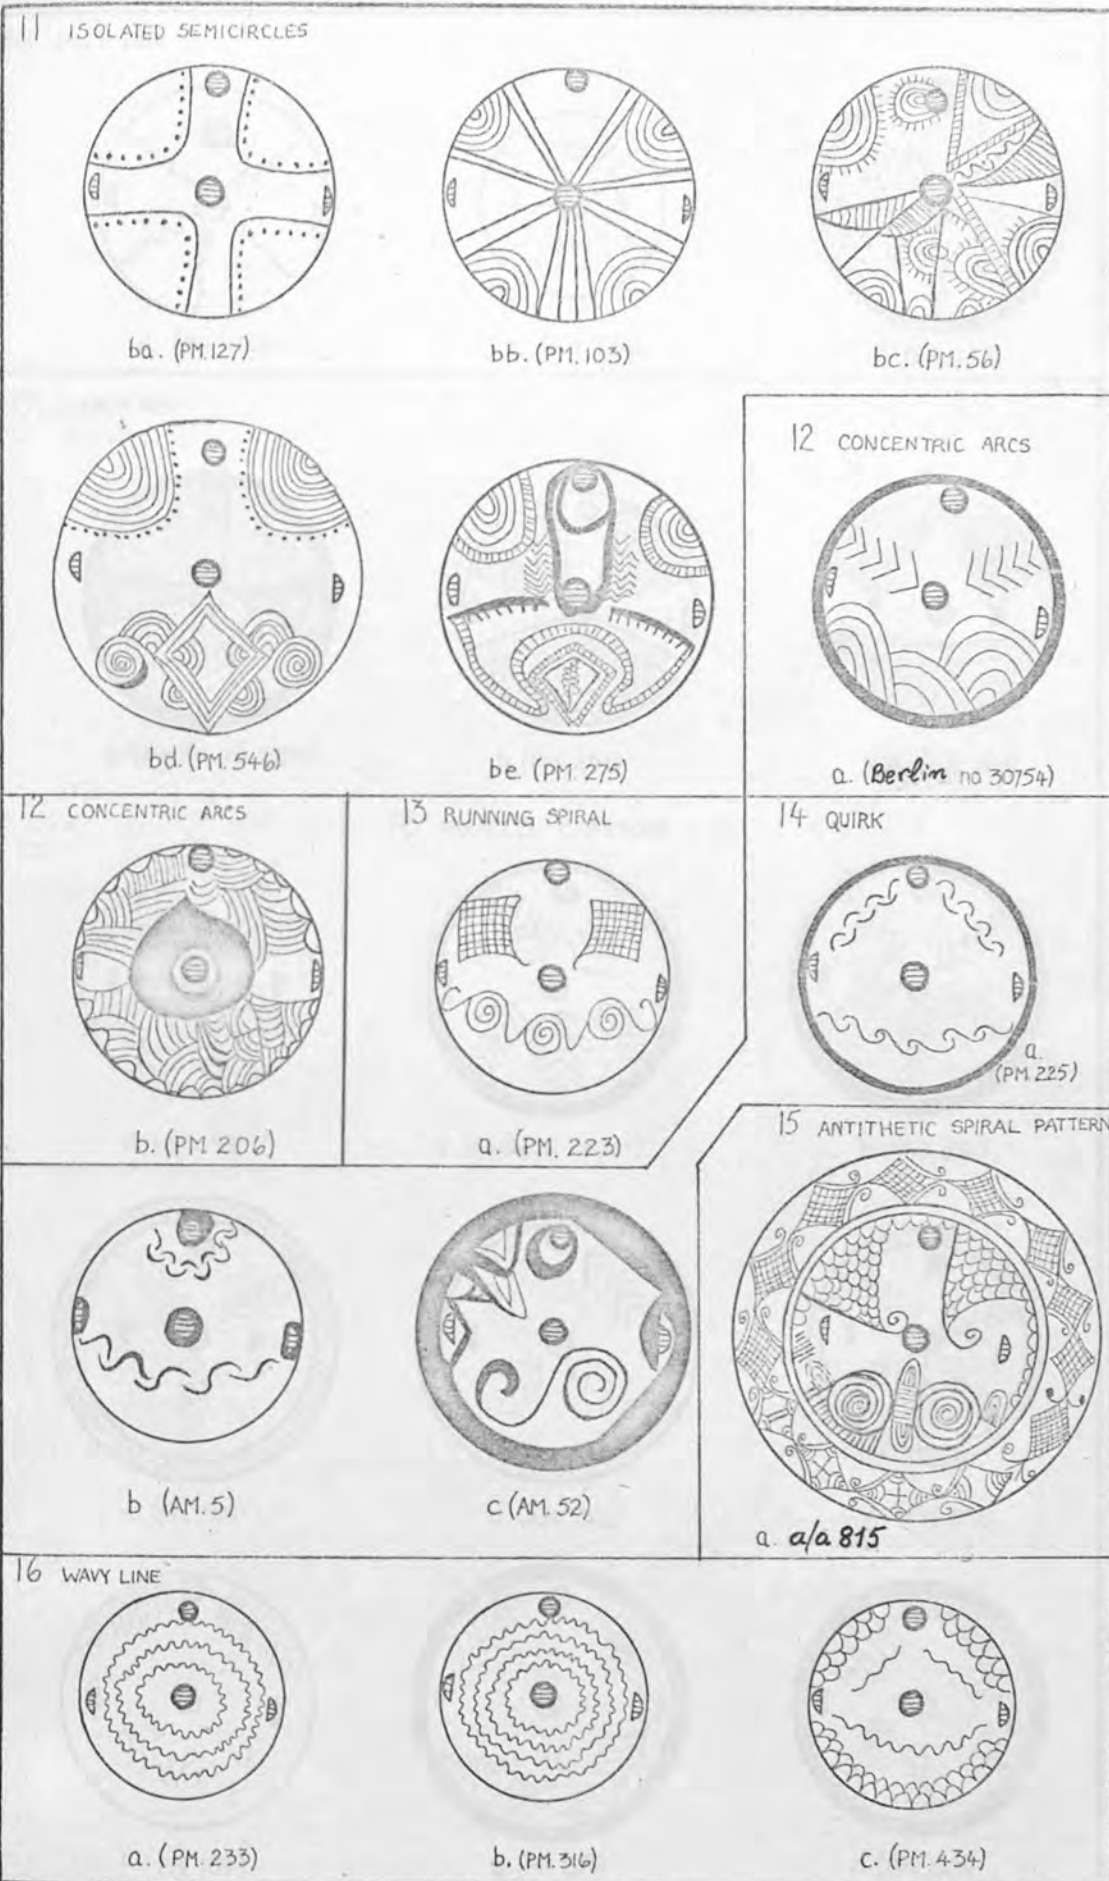 11 ISOLATED SEMICIRCLES
ba. (PM.127)
bb. (PM.103)
bc. (PM.56)
bd. (PM.546)
be. (PM.275)
12 CONCENTRIC ARCS
a. (Berlin no 30754)
12 CONCENTRIC ARCS
b. (PM 206)
13 RUNNING SPIRAL
a. (PM. 223)
14 QUIRK
a.
(PM.225)
b (AM.5)
c (AM.52)
15 ANTITHETIC SPIRAL PATTERN
a. a/a 815
16 WAVY LINE
a. (PM.233)
b. (PM.316)
c. (PM.434)